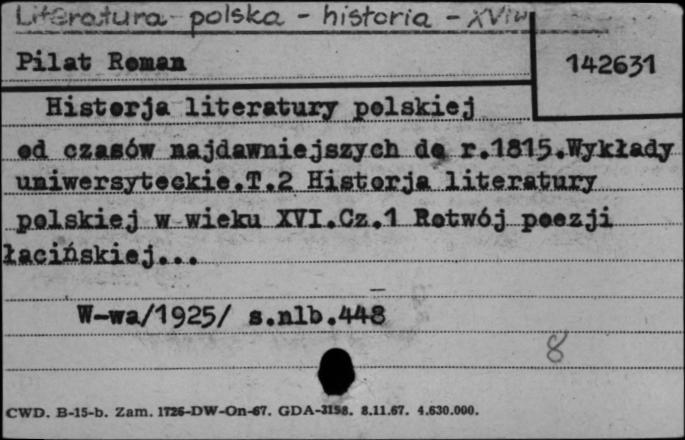 Literatura polska - historia - XVIw
Pilat Roman
142631
Historja literatury polskiej
od czasów najdawniejszych do r.1815.Wykłady
uniwersyteckie.T.2 Historja literatury
polskiej w wieku XVI.Cz.1 Rotwój poezji
łacińskiej...
W-wa/1925/ s.nlb.448
8
CWD. B-15-b. Zam. 1726-DW-On-67. GDA-3158. 8.11.67. 4.630.000.